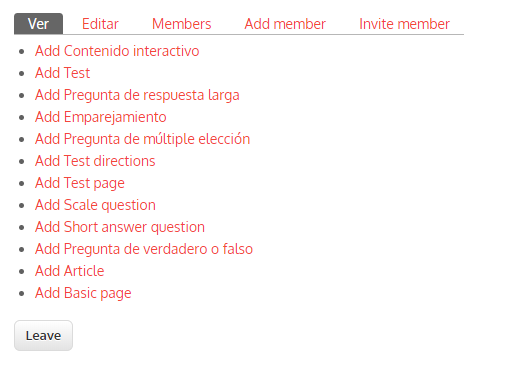 Ver Editar Members Add member Invite member
Add Contenido interactivo
Add Test
Add Pregunta de respuesta larga
Add Emparejamiento
Add Pregunta de múltiple elección
Add Test directions
Add Test page
Add Scale question
Add Short answer question
Add Pregunta de verdadero o falso
Add Article
Add Basic page
Leave